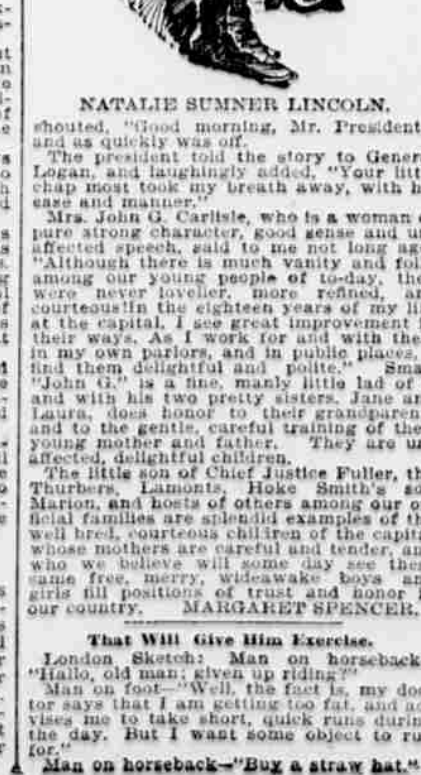 NATALIE SUMNER LINCOLN.
shouted, "Good morning, Mr. President
and as quickly was off.
The president told the story to Gener
Logan, and laughingly added, "Your litt
chap most took my breath away, with h
ease and manner."
Mrs. John G. Carlisle, who is a woman o
pure strong character, good sense and u
affected speech, said to me not long ag
"Although there is much vanity and fol
among our young people of to-day, the
were never lovelier, more refined, an
courteous!In the eighteen years of my li
at the capital, I see great improvement i
their ways. As I work for and with the
in my own parlors, and in public places,
find them delightful and polite." Sma
"John G." is a fine, manly little lad of
and with his two pretty sisters, Jane an
Laura, does honor to their grandparen
and to the gentle, careful training of the
young mother and father. They are un
affected, delightful children.
The little son of Chief Justice Fuller, th
Thurbers, Lamonts, Hoke Smith's so
Marion, and hosts of others among our o
ficial families are splendid examples of th
well bred, courteous children of the capit
whose mothers are careful and tender, an
who we believe will some day see the
same free, merry, wideawake boys an
girls fill positions of trust and honor i
our country. MARGARET SPENCER.
That Will Give Him Exercise.
London Sketch: Man on horseback
"Hallo, old man; given up riding?"
Man on foot—"Well, the fact is, my doc
tor says that I am getting too fat, and ad
vises me to take short, quick runs durin
the day. But I want some object to ru
for."
Man on horseback—"Buy a straw hat."